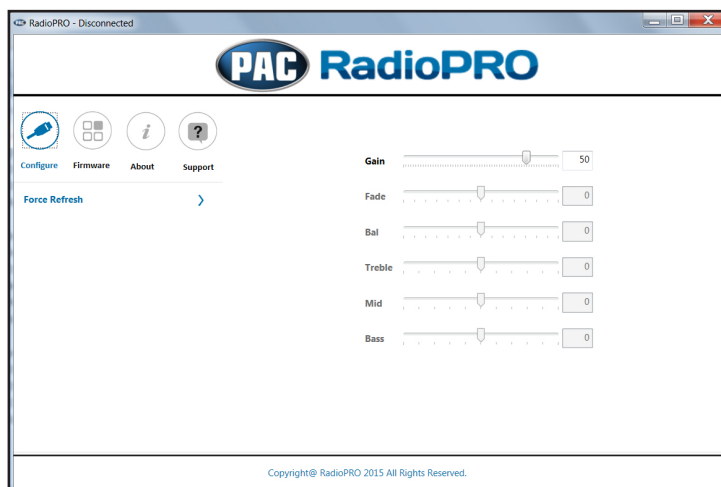 RadioPRO - Disconnected
PAC RadioPRO
i ?
Configure Firmware About Support
Force Refresh
Gain 50
Fade 0
Bal 0
Treble 0
Mid 0
Bass 0
Copyright@ RadioPRO 2015 All Rights Reserved.